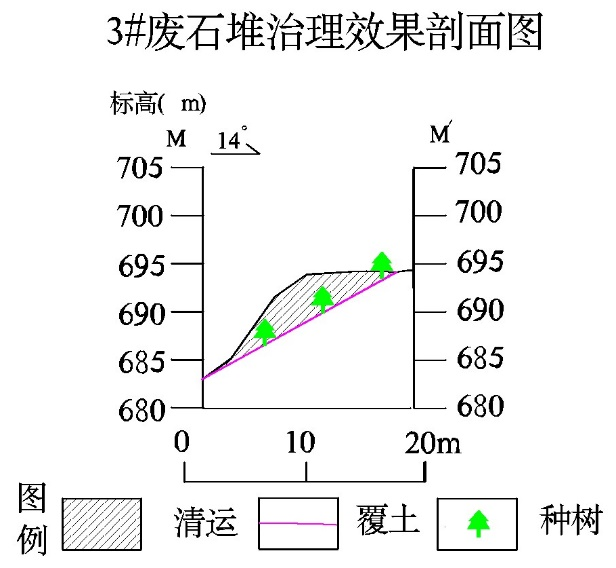 3#废石堆治理效果剖面图
标高( m)
M 14° M′
705 705
700 700
695 695
690 690
685 685
680 680
0 10 20m
图例 清运 覆土 种树